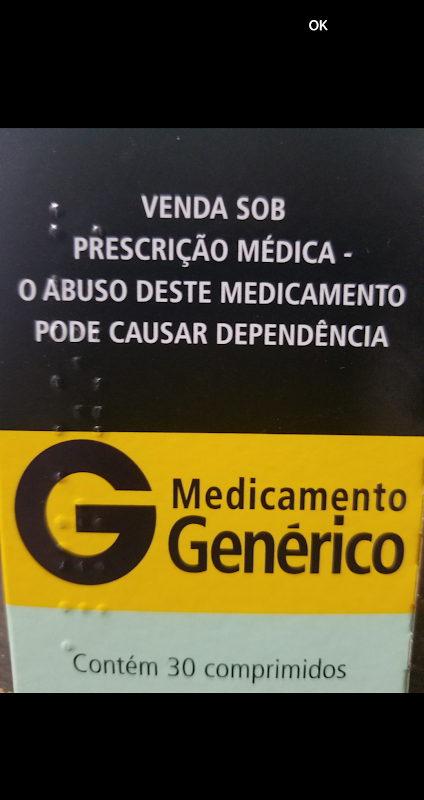 OK
VENDA SOB
PRESCRIÇÃO MÉDICA -
O ABUSO DESTE MEDICAMENTO
PODE CAUSAR DEPENDÊNCIA
G
Medicamento
Genérico
Contém 30 comprimidos